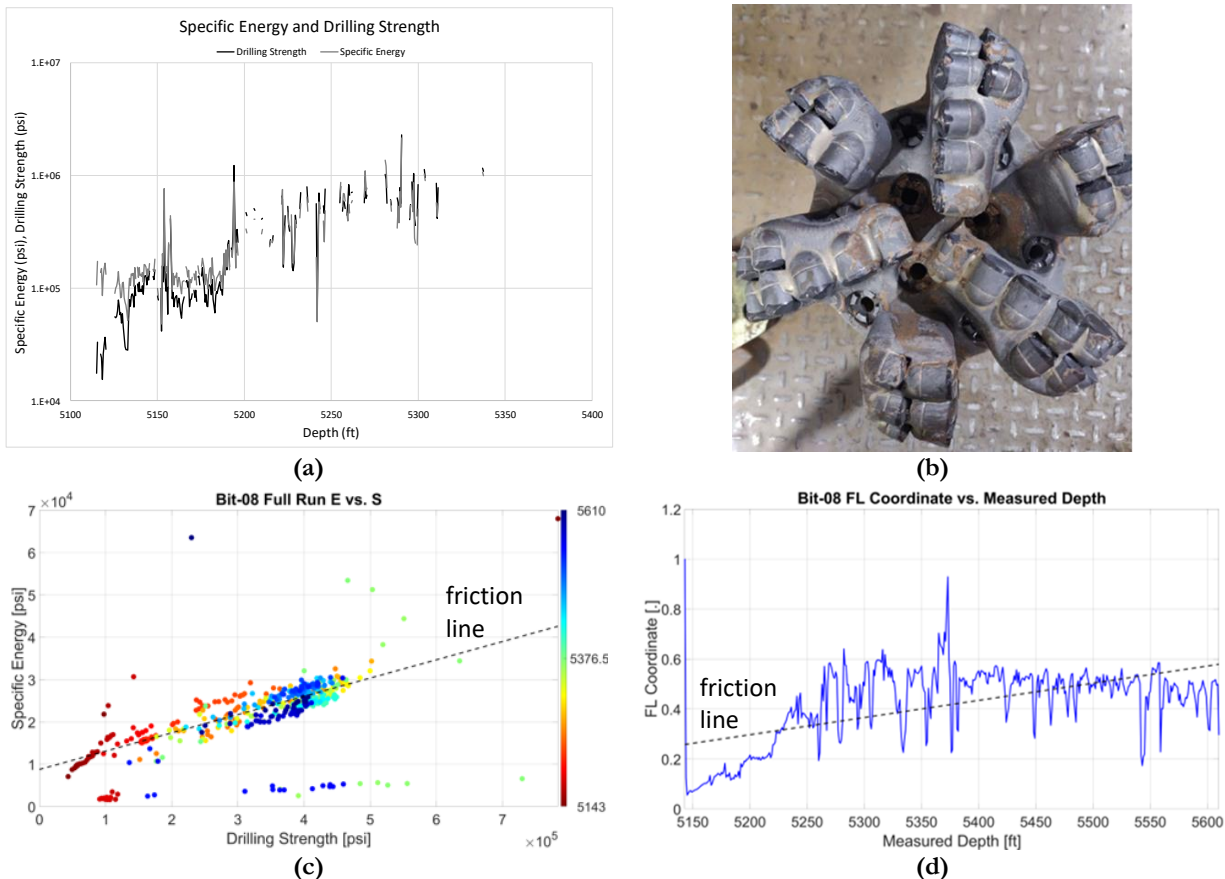 Specific Energy and Drilling Strength
Drilling Strength Specific Energy
Specific Energy (psi), Drilling Strength (psi)
1.E+07
1.E+06
1.E+05
1.E+04
5100 5150 5200 5250 5300 5350 5400
Depth (ft)
(a)
(b)
Bit-08 Full Run E vs. S
×10⁴
7
6
5
4
3
2
1
0
Specific Energy [psi]
friction
line
5610
5376.5
5143
0 1 2 3 4 5 6 7
Drilling Strength [psi]
×10⁵
(c)
Bit-08 FL Coordinate vs. Measured Depth
1.2
1
0.8
0.6
0.4
0.2
0
FL Coordinate [.]
friction
line
5150 5200 5250 5300 5350 5400 5450 5500 5550 5600
Measured Depth [ft]
(d)